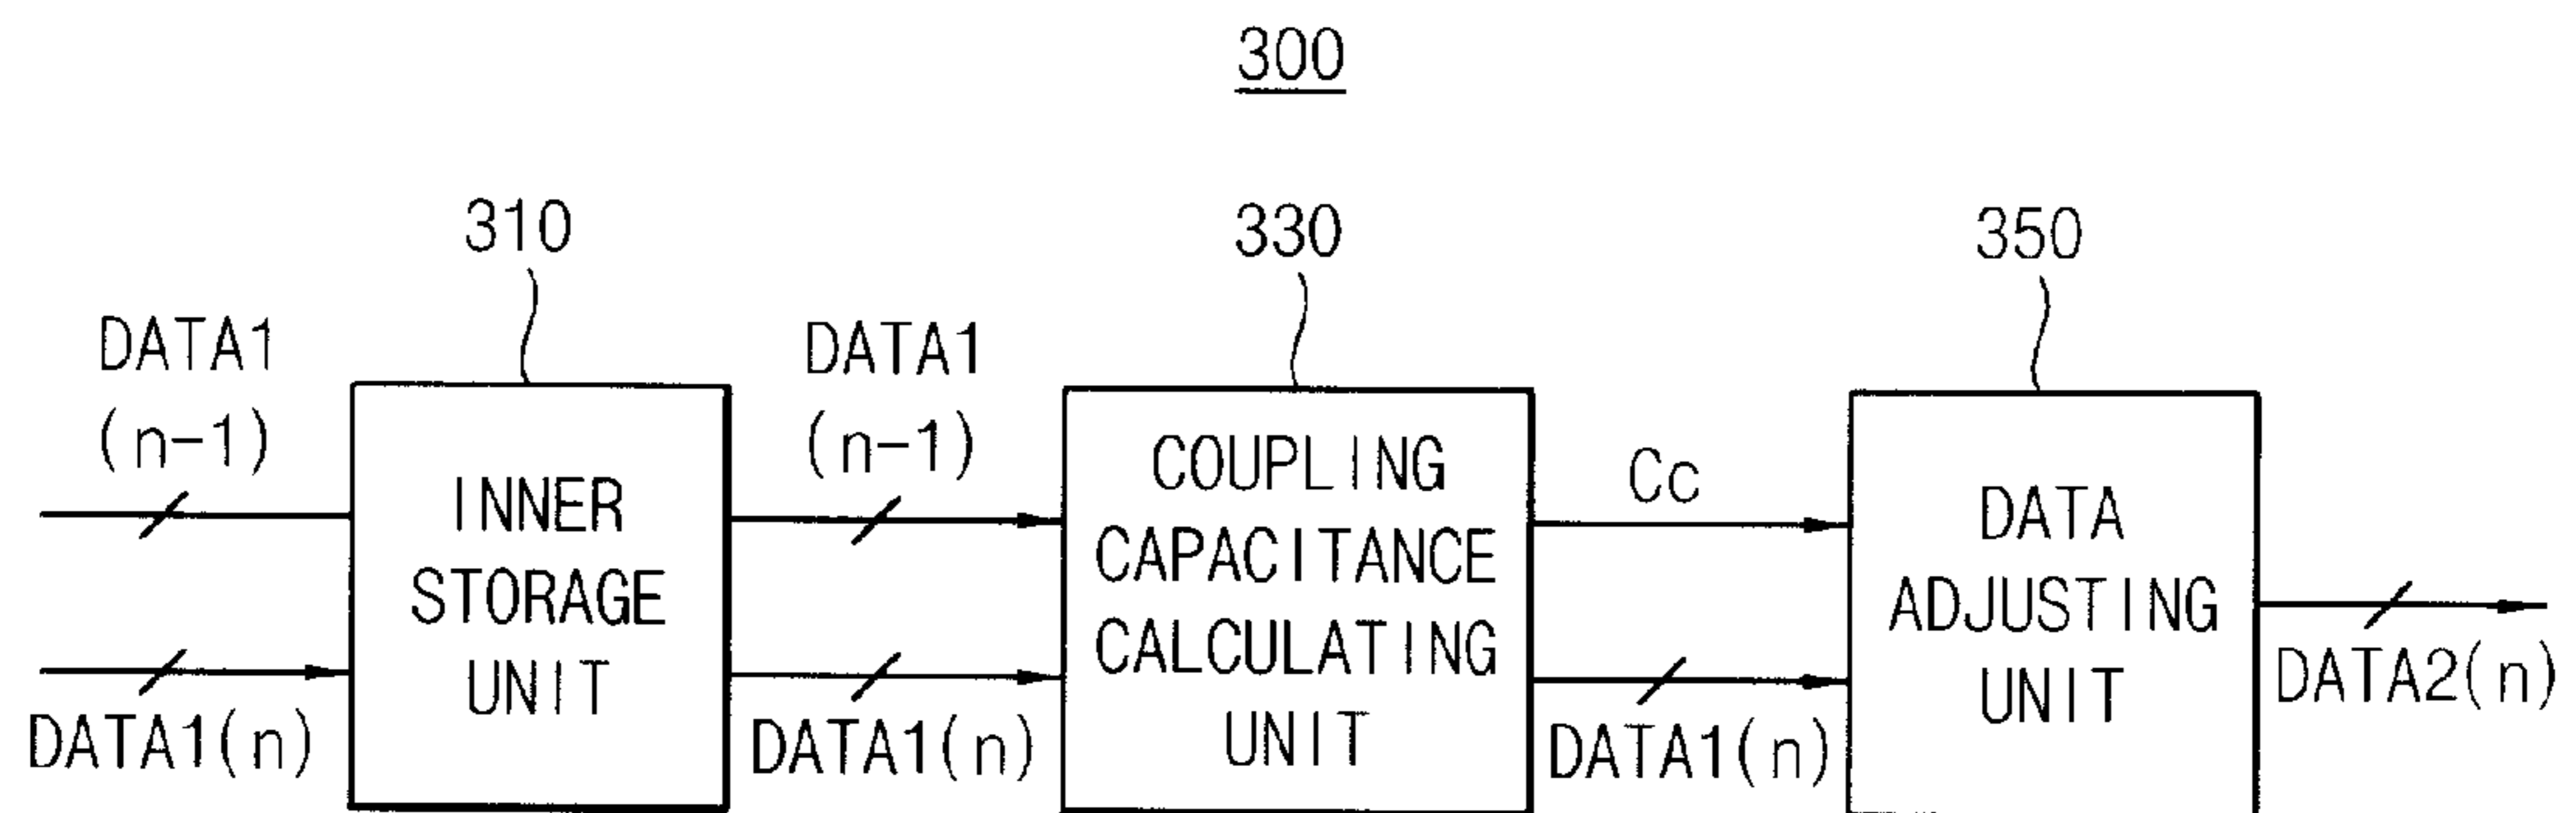 300
310
330
350
DATA1
(n-1)
DATA1(n)
INNER
STORAGE
UNIT
DATA1
(n-1)
DATA1(n)
COUPLING
CAPACITANCE
CALCULATING
UNIT
Cc
DATA1(n)
DATA
ADJUSTING
UNIT
DATA2(n)